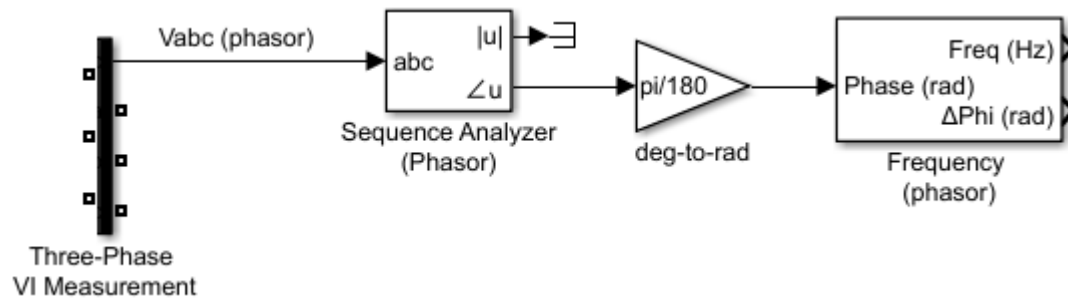 Vabc (phasor)
abc
|u|
∠u
Sequence Analyzer
(Phasor)
pi/180
deg-to-rad
Phase (rad)
Freq (Hz)
ΔPhi (rad)
Frequency
(phasor)
Three-Phase
VI Measurement